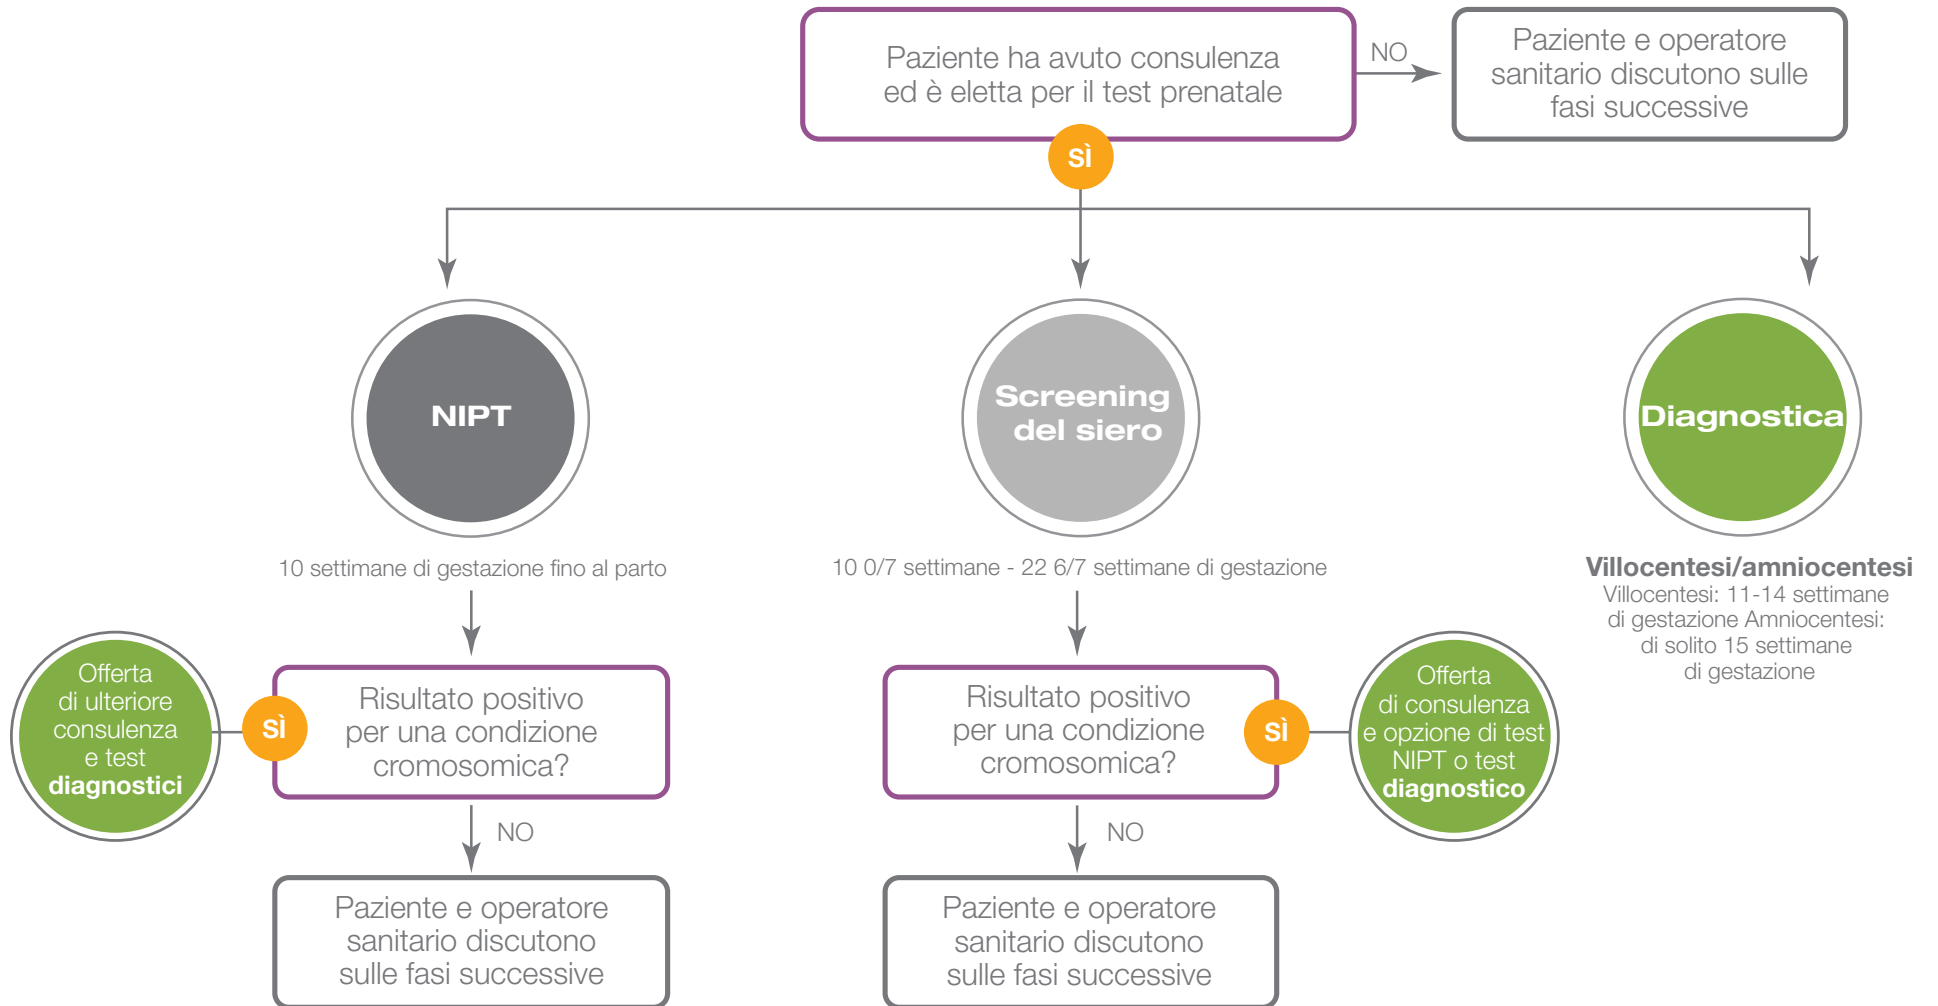 Paziente ha avuto consulenza
ed è eletta per il test prenatale
NO
Paziente e operatore
sanitario discutono sulle
fasi successive
SÌ
NIPT
Screening
del siero
Diagnostica
10 settimane di gestazione fino al parto
10 0/7 settimane - 22 6/7 settimane di gestazione
Villocentesi/amniocentesi
Villocentesi: 11-14 settimane
di gestazione Amniocentesi:
di solito 15 settimane
di gestazione
Offerta
di ulteriore
consulenza
e test
diagnostici
SÌ
Risultato positivo
per una condizione
cromosomica?
Risultato positivo
per una condizione
cromosomica?
SÌ
Offerta
di consulenza
e opzione di test
NIPT o test
diagnostico
NO
NO
Paziente e operatore
sanitario discutono
sulle fasi successive
Paziente e operatore
sanitario discutono
sulle fasi successive